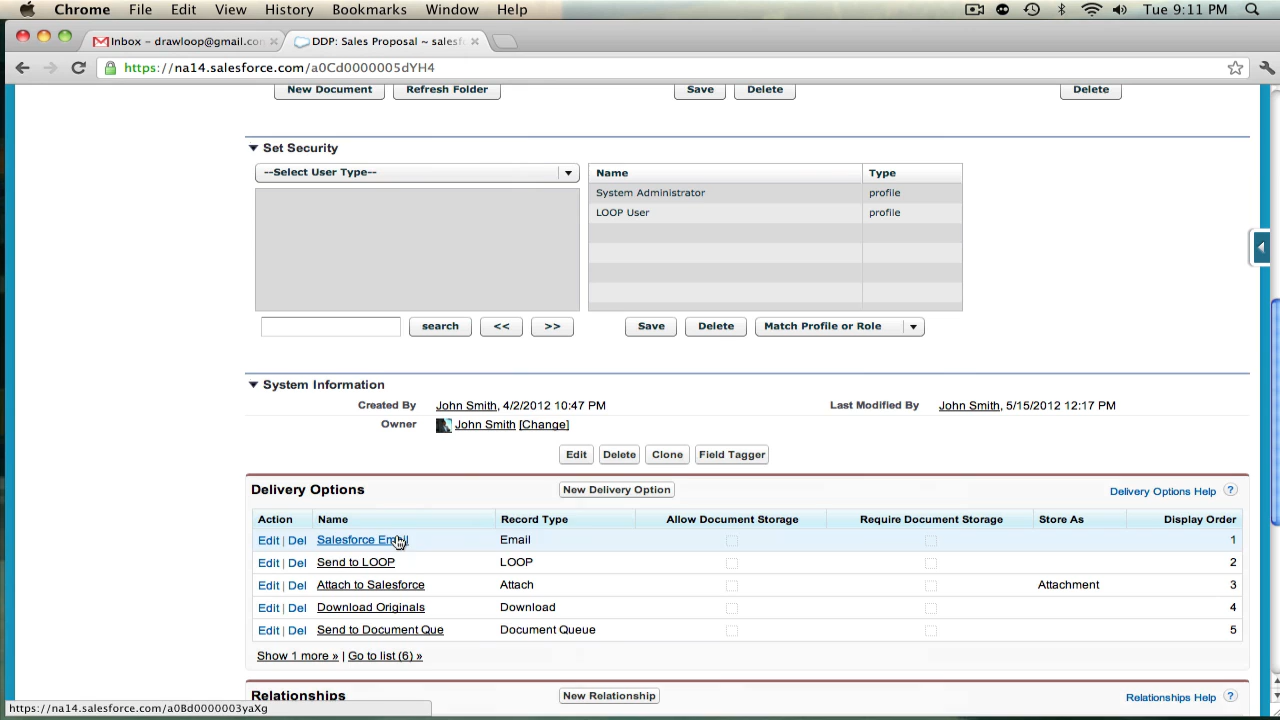 Chrome File Edit View History Bookmarks Window Help Tue 9:11 PM
Inbox – drawloop@gmail.com DDP: Sales Proposal ~ salesf
https://na14.salesforce.com/a0Cd0000005dYH4
New Document Refresh Folder Save Delete Delete
Set Security
--Select User Type-- Name Type
System Administrator profile
LOOP User profile
search << >> Save Delete Match Profile or Role
System Information
Created By John Smith, 4/2/2012 10:47 PM Last Modified By John Smith, 5/15/2012 12:17 PM
Owner John Smith [Change]
Edit Delete Clone Field Tagger
Delivery Options New Delivery Option Delivery Options Help ?
Action Name Record Type Allow Document Storage Require Document Storage Store As Display Order
Edit | Del Salesforce Email Email 1
Edit | Del Send to LOOP LOOP 2
Edit | Del Attach to Salesforce Attach Attachment 3
Edit | Del Download Originals Download 4
Edit | Del Send to Document Que Document Queue 5
Show 1 more » | Go to list (6) »
Relationships New Relationship Relationships Help ?
https://na14.salesforce.com/a0Bd0000003yaXg